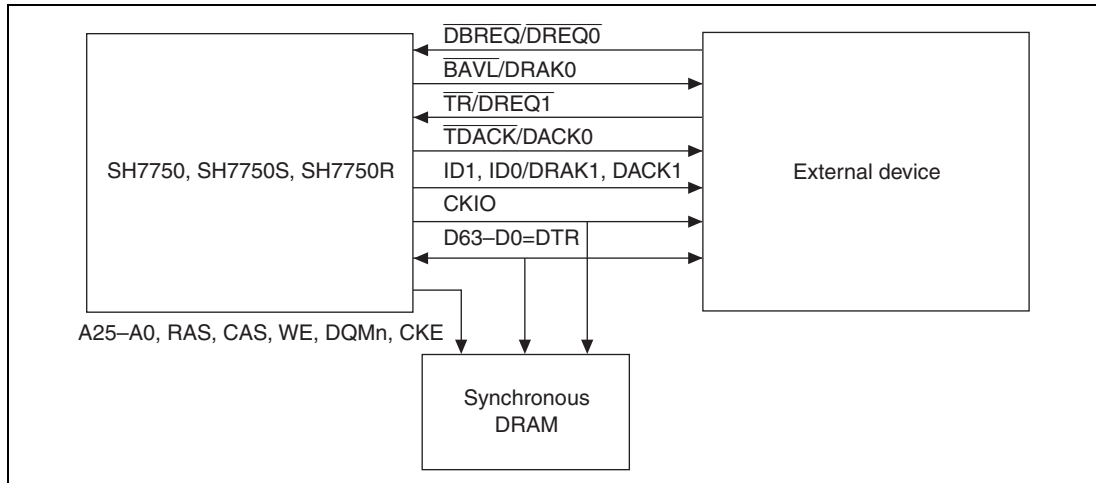 DBREQ/DREQ0
BAVL/DRAK0
TR/DREQ1
TDACK/DACK0
SH7750, SH7750S, SH7750R
ID1, ID0/DRAK1, DACK1
External device
CKIO
D63–D0=DTR
A25–A0, RAS, CAS, WE, DQMn, CKE
Synchronous
DRAM